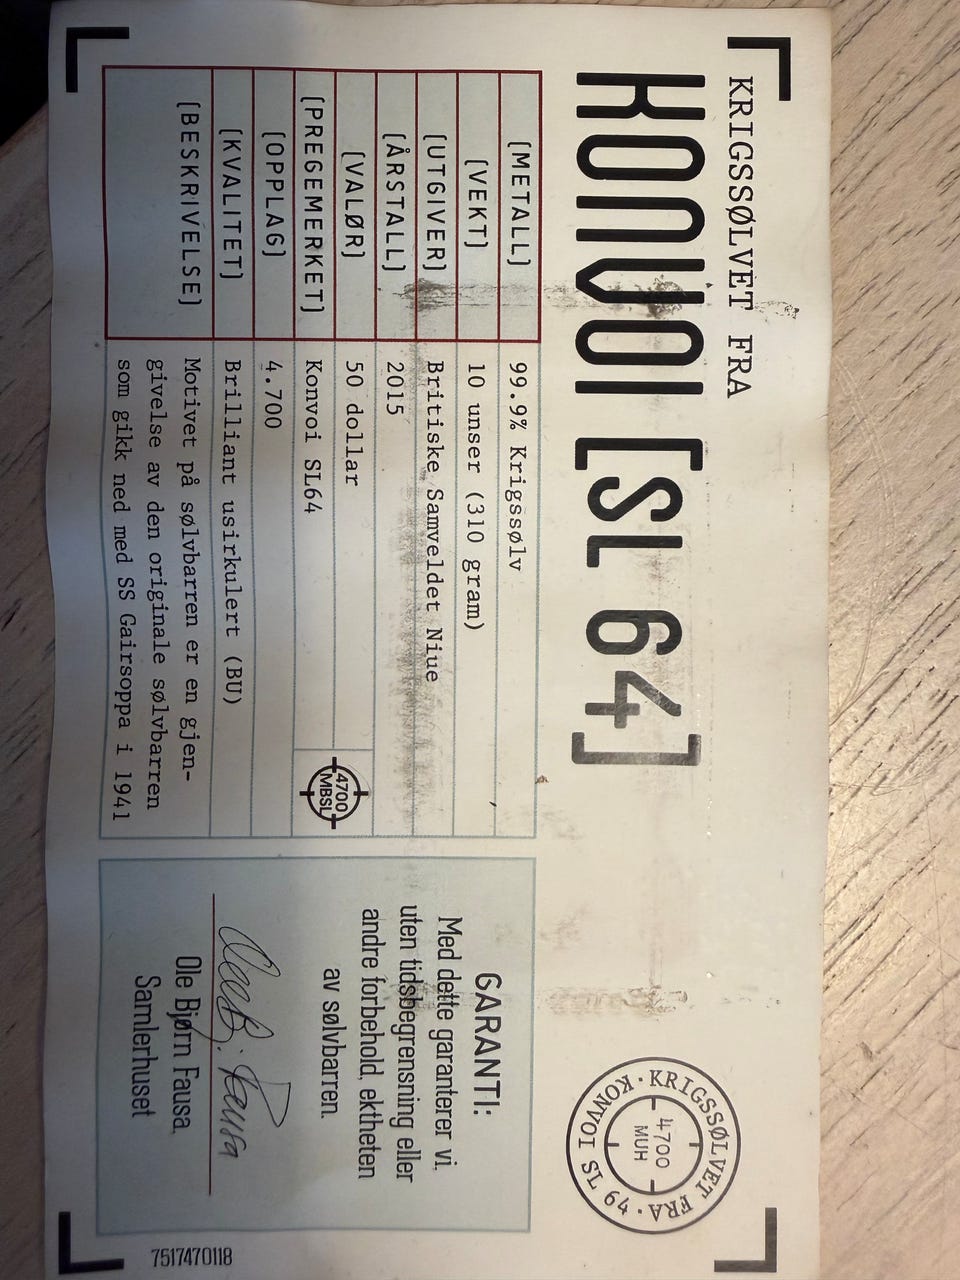 KRIGSSØLVET FRA
KONVOI [SL 64]
[METALL] 99.9% Krigssølv
[VEKT] 10 unser (310 gram)
[UTGIVER] Britiske Samveldet Niue
[ÅRSTALL] 2015
[VALØR] 50 dollar
[PREGEMERKET] Konvoi SL64
4700
MBSL
[OPPLAG] 4.700
[KVALITET] Brilliant usirkulert (BU)
[BESKRIVELSE] Motivet på sølvbarren er en gjen-
givelse av den originale sølvbarren
som gikk ned med SS Gairsoppa i 1941
KRIGSSØLVET FRA · KONVOI SL 64 ·
4700
MUH
GARANTI:
Med dette garanterer vi,
uten tidsbegrensning eller
andre forbehold, ektheten
av sølvbarren.
Ole Bjørn Fausa,
Samlerhuset
7517470118